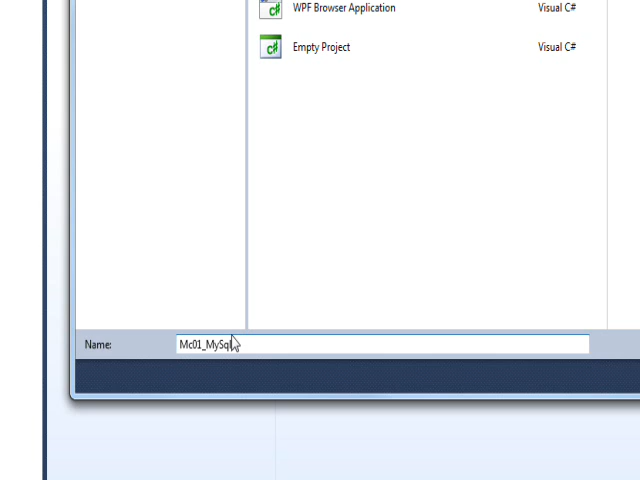 WPF Browser Application Visual C#
Empty Project Visual C#
Name: Mc01_MySql